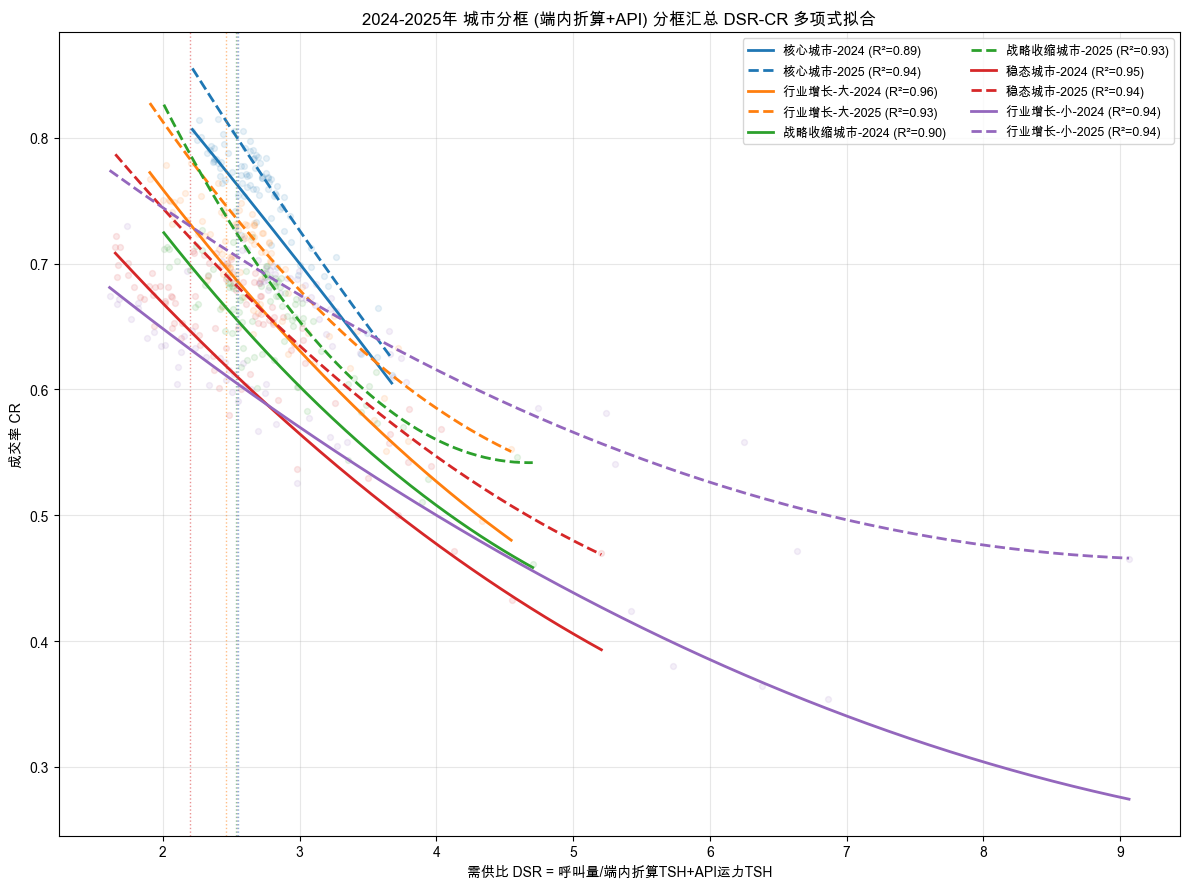 2024-2025年 城市分框 (端内折算+API) 分框汇总 DSR-CR 多项式拟合
核心城市-2024 (R²=0.89)
核心城市-2025 (R²=0.94)
行业增长-大-2024 (R²=0.96)
行业增长-大-2025 (R²=0.93)
战略收缩城市-2024 (R²=0.90)
战略收缩城市-2025 (R²=0.93)
稳态城市-2024 (R²=0.95)
稳态城市-2025 (R²=0.94)
行业增长-小-2024 (R²=0.94)
行业增长-小-2025 (R²=0.94)
成交率 CR
0.8
0.7
0.6
0.5
0.4
0.3
2 3 4 5 6 7 8 9
需供比 DSR = 呼叫量/端内折算TSH+API运力TSH